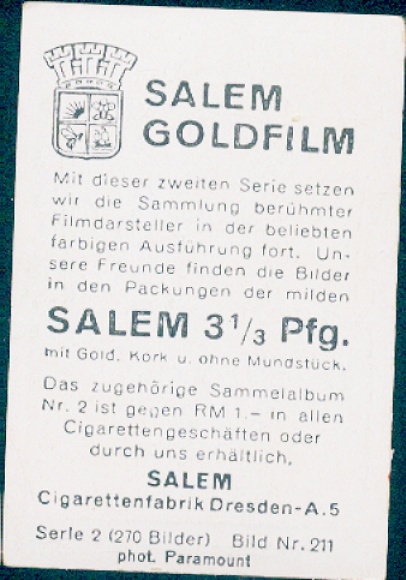 SALEM
GOLDFILM
Mit dieser zweiten Serie setzen
wir die Sammlung berühmter
Filmdarsteller in der beliebten
farbigen Ausführung fort. Un-
sere Freunde finden die Bilder
in den Packungen der milden
SALEM 3 1/3 Pfg.
mit Gold, Kork u. ohne Mundstück.
Das zugehörige Sammelalbum
Nr. 2 ist gegen RM 1.- in allen
Cigarettengeschäften oder
durch uns erhältlich.
SALEM
Cigarettenfabrik Dresden-A.5
Serie 2 (270 Bilder) Bild Nr. 211
phot. Paramount